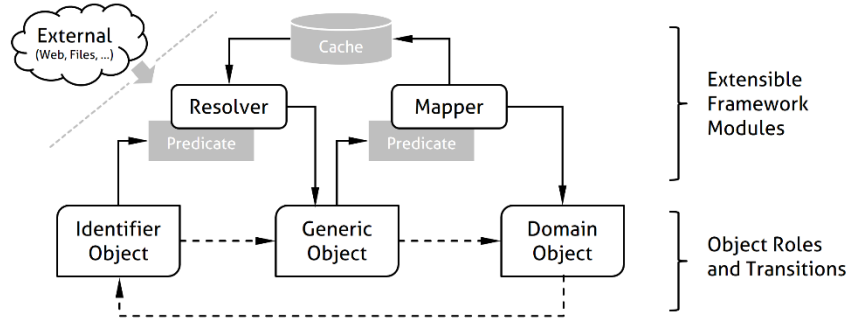 External
(Web, Files, ...)
Cache
Resolver
Mapper
Predicate
Predicate
Extensible
Framework
Modules
Identifier
Object
Generic
Object
Domain
Object
Object Roles
and Transitions